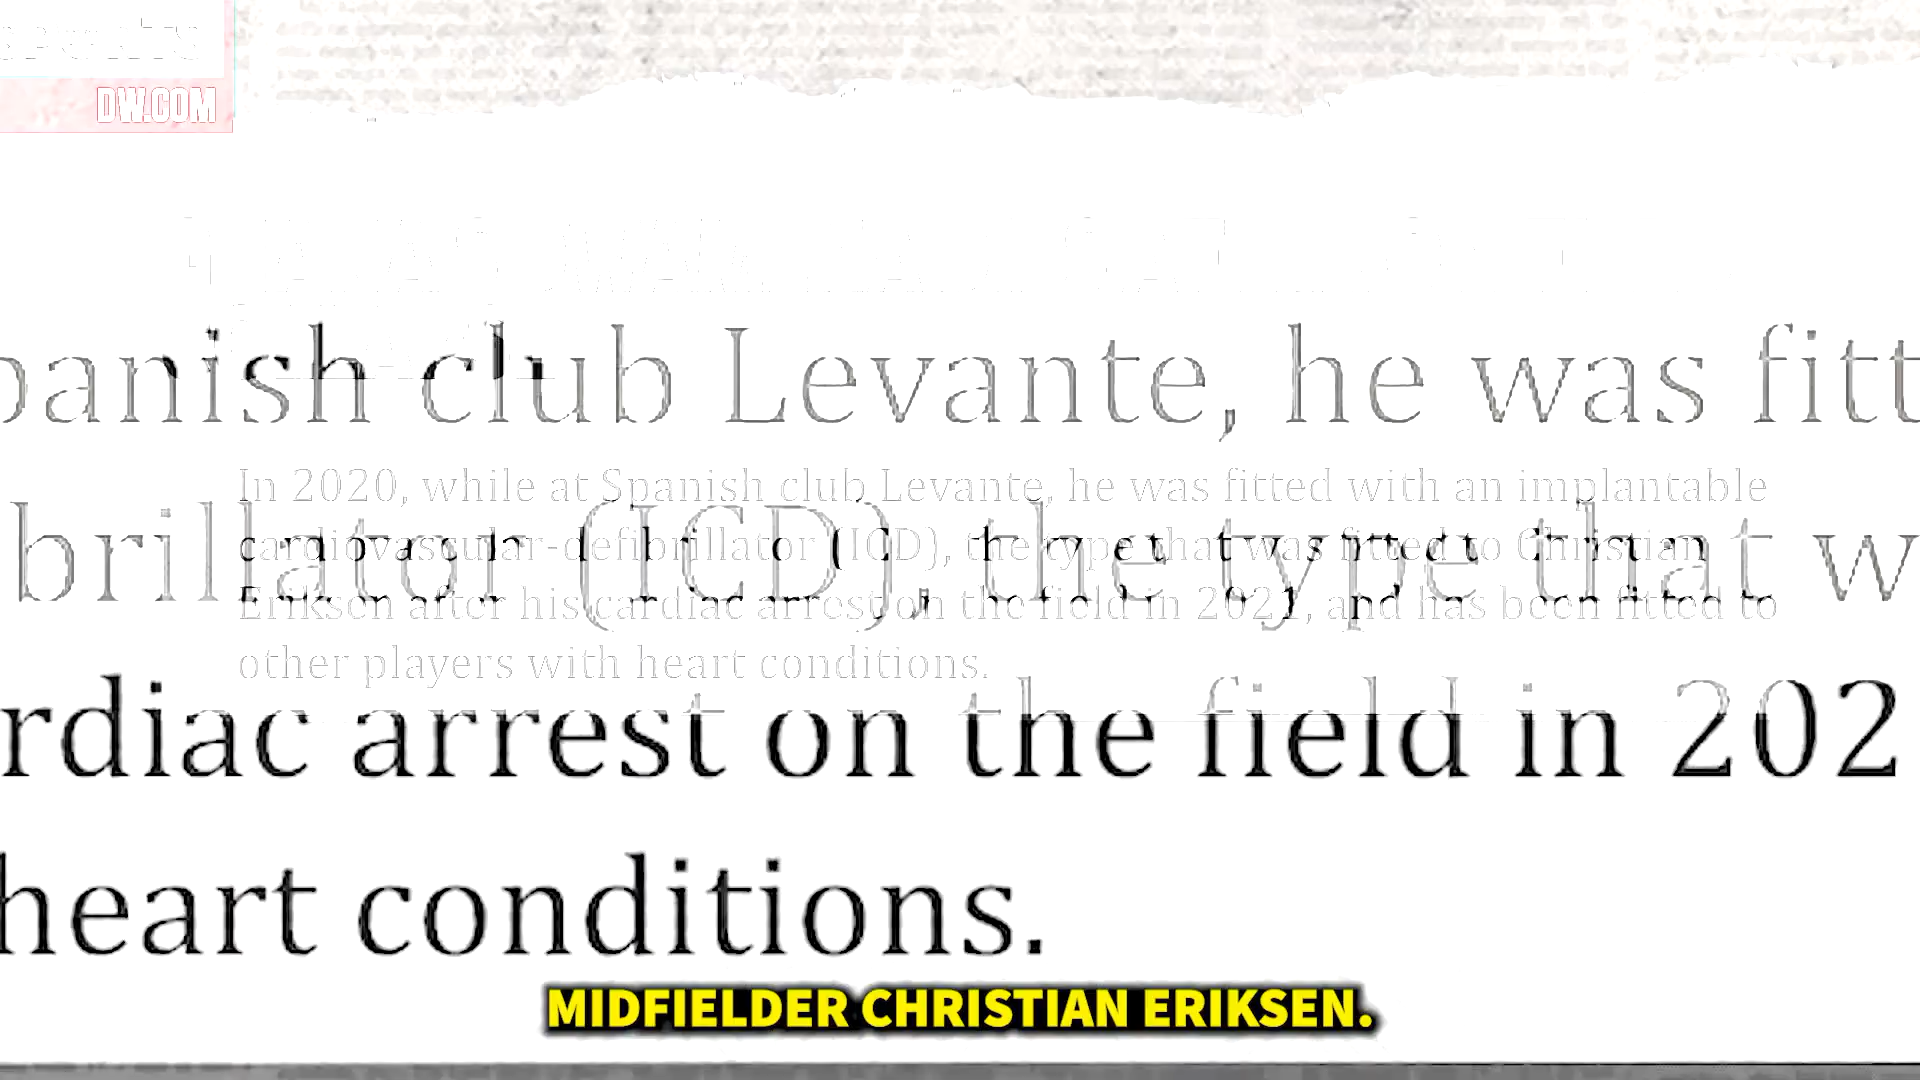 SPORTS
DW.COM
panish club Levante, he was fitt
In 2020, while at Spanish club Levante, he was fitted with an implantable
brillator (ICD), the type that w
cardiovascular-defibrillator (ICD), the type that was fitted to Christian
Eriksen after his cardiac arrest on the field in 2021, and has been fitted to
other players with heart conditions.
rdiac arrest on the field in 202
heart conditions.
MIDFIELDER CHRISTIAN ERIKSEN.